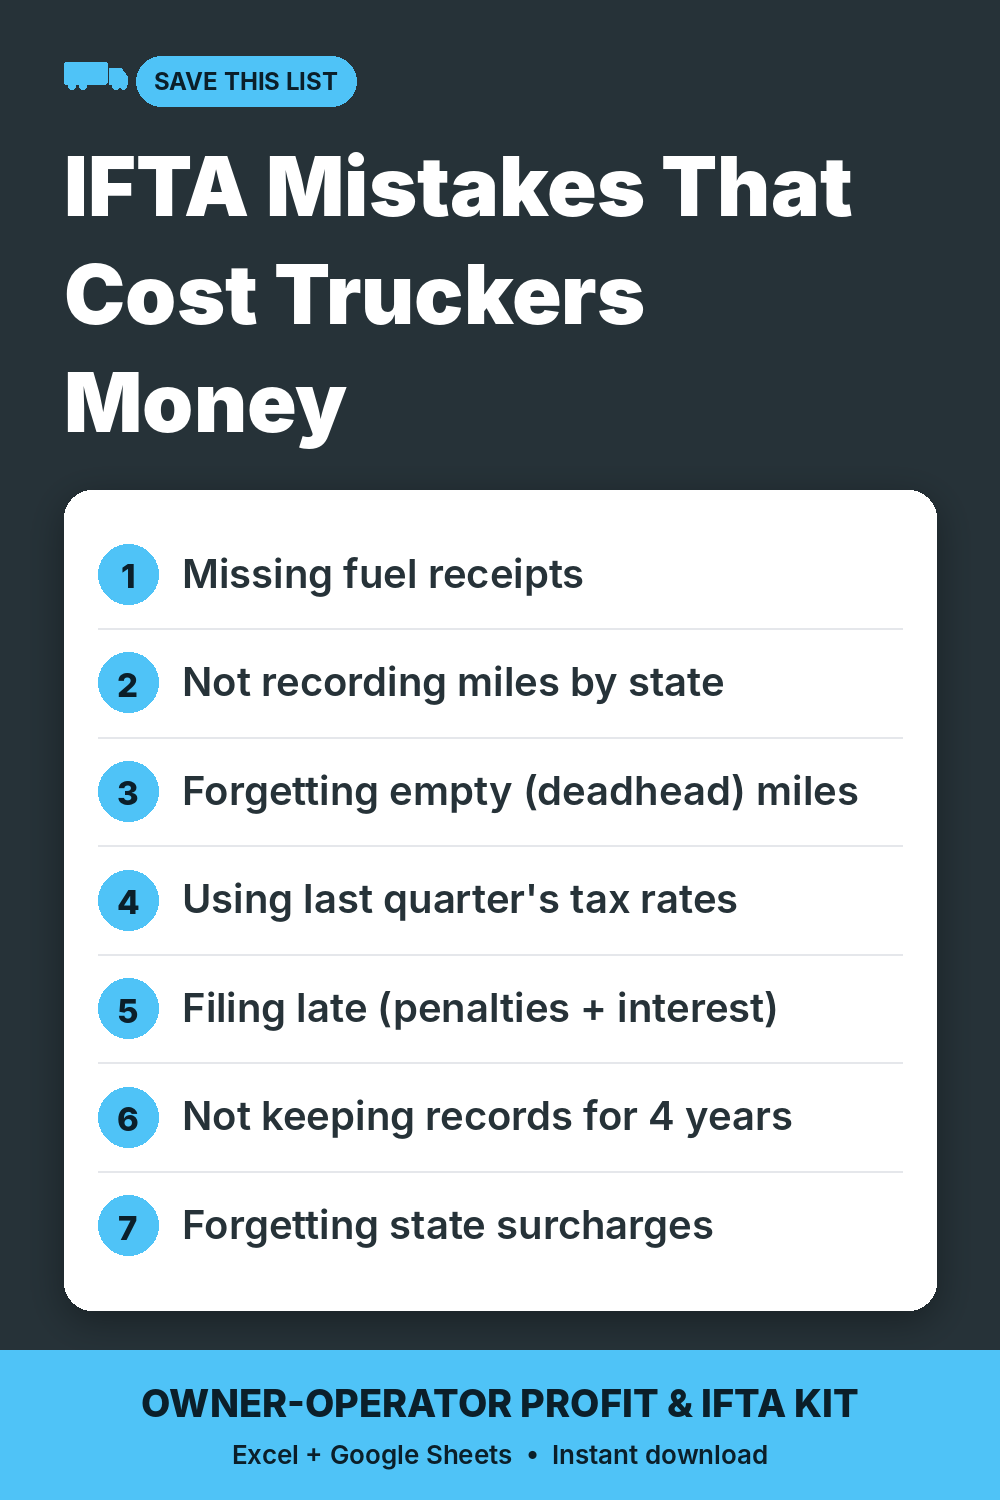 SAVE THIS LIST
IFTA Mistakes That
Cost Truckers
Money
1 Missing fuel receipts
2 Not recording miles by state
3 Forgetting empty (deadhead) miles
4 Using last quarter's tax rates
5 Filing late (penalties + interest)
6 Not keeping records for 4 years
7 Forgetting state surcharges
OWNER-OPERATOR PROFIT & IFTA KIT
Excel + Google Sheets • Instant download